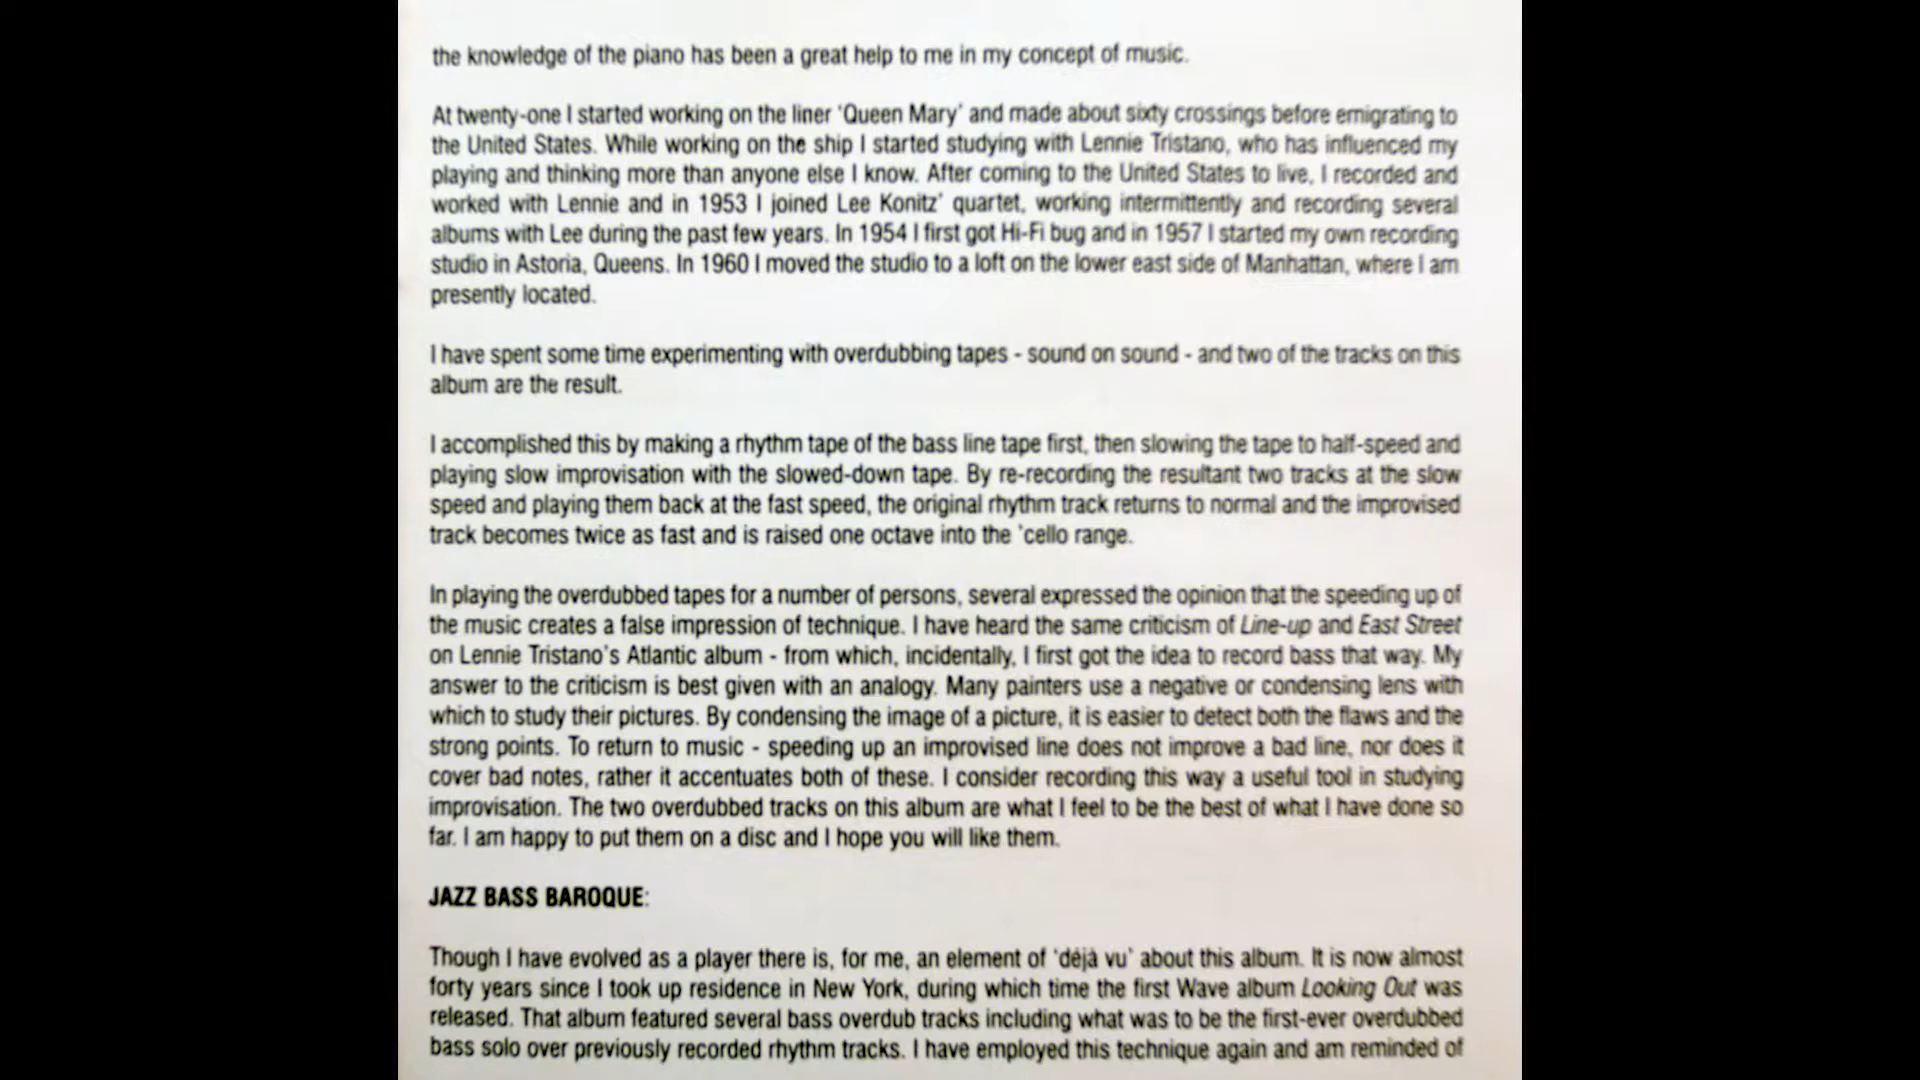 the knowledge of the piano has been a great help to me in my concept of music.
At twenty-one I started working on the liner 'Queen Mary' and made about sixty crossings before emigrating to
the United States. While working on the ship I started studying with Lennie Tristano, who has influenced my
playing and thinking more than anyone else I know. After coming to the United States to live, I recorded and
worked with Lennie and in 1953 I joined Lee Konitz' quartet, working intermittently and recording several
albums with Lee during the past few years. In 1954 I first got Hi-Fi bug and in 1957 I started my own recording
studio in Astoria, Queens. In 1960 I moved the studio to a loft on the lower east side of Manhattan, where I am
presently located.
I have spent some time experimenting with overdubbing tapes - sound on sound - and two of the tracks on this
album are the result.
I accomplished this by making a rhythm tape of the bass line tape first, then slowing the tape to half-speed and
playing slow improvisation with the slowed-down tape. By re-recording the resultant two tracks at the slow
speed and playing them back at the fast speed, the original rhythm track returns to normal and the improvised
track becomes twice as fast and is raised one octave into the 'cello range.
In playing the overdubbed tapes for a number of persons, several expressed the opinion that the speeding up of
the music creates a false impression of technique. I have heard the same criticism of Line-up and East Street
on Lennie Tristano's Atlantic album - from which, incidentally, I first got the idea to record bass that way. My
answer to the criticism is best given with an analogy. Many painters use a negative or condensing lens with
which to study their pictures. By condensing the image of a picture, it is easier to detect both the flaws and the
strong points. To return to music - speeding up an improvised line does not improve a bad line, nor does it
cover bad notes, rather it accentuates both of these. I consider recording this way a useful tool in studying
improvisation. The two overdubbed tracks on this album are what I feel to be the best of what I have done so
far. I am happy to put them on a disc and I hope you will like them.
JAZZ BASS BAROQUE:
Though I have evolved as a player there is, for me, an element of 'déjà vu' about this album. It is now almost
forty years since I took up residence in New York, during which time the first Wave album Looking Out was
released. That album featured several bass overdub tracks including what was to be the first-ever overdubbed
bass solo over previously recorded rhythm tracks. I have employed this technique again and am reminded of